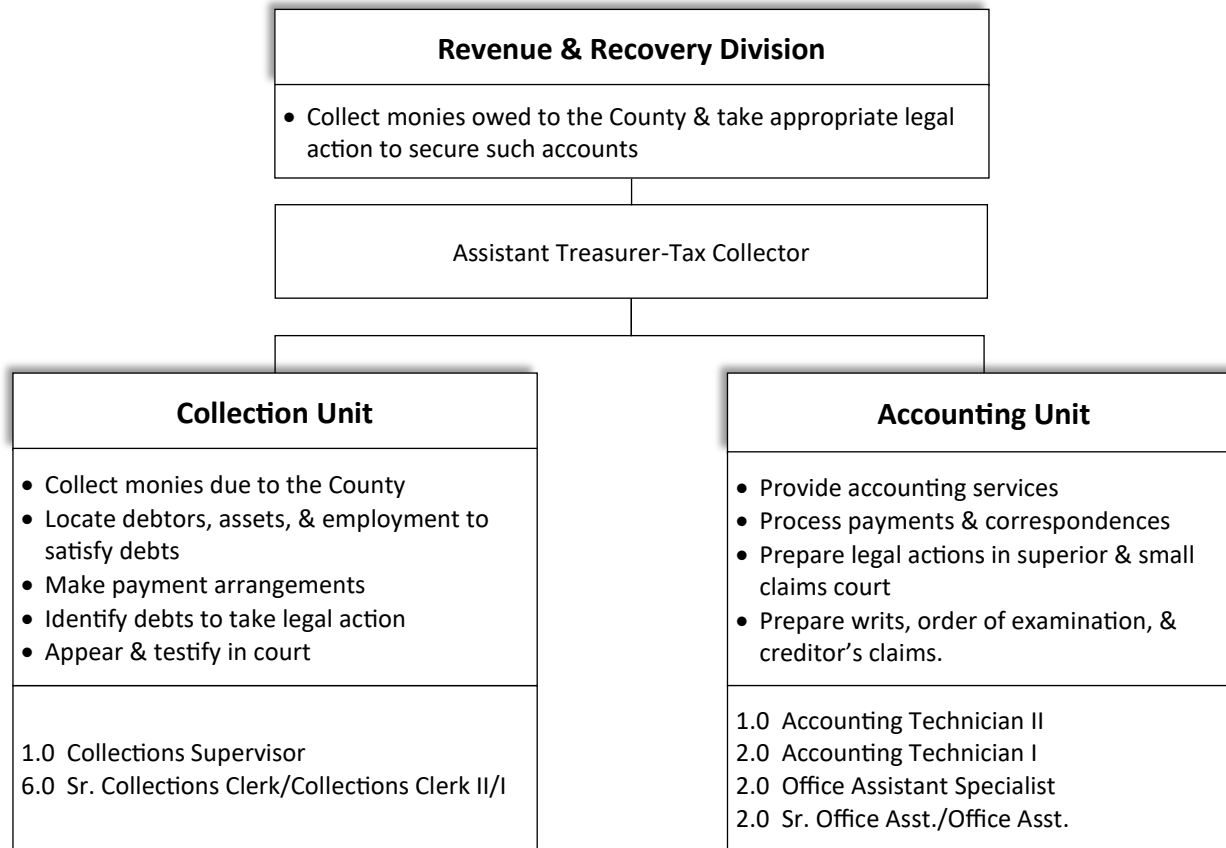 Revenue & Recovery Division
• Collect monies owed to the County & take appropriate legal
action to secure such accounts
Assistant Treasurer-Tax Collector
Collection Unit
• Collect monies due to the County
• Locate debtors, assets, & employment to
satisfy debts
• Make payment arrangements
• Identify debts to take legal action
• Appear & testify in court
1.0 Collections Supervisor
6.0 Sr. Collections Clerk/Collections Clerk II/I
Accounting Unit
• Provide accounting services
• Process payments & correspondences
• Prepare legal actions in superior & small
claims court
• Prepare writs, order of examination, &
creditor’s claims.
1.0 Accounting Technician II
2.0 Accounting Technician I
2.0 Office Assistant Specialist
2.0 Sr. Office Asst./Office Asst.